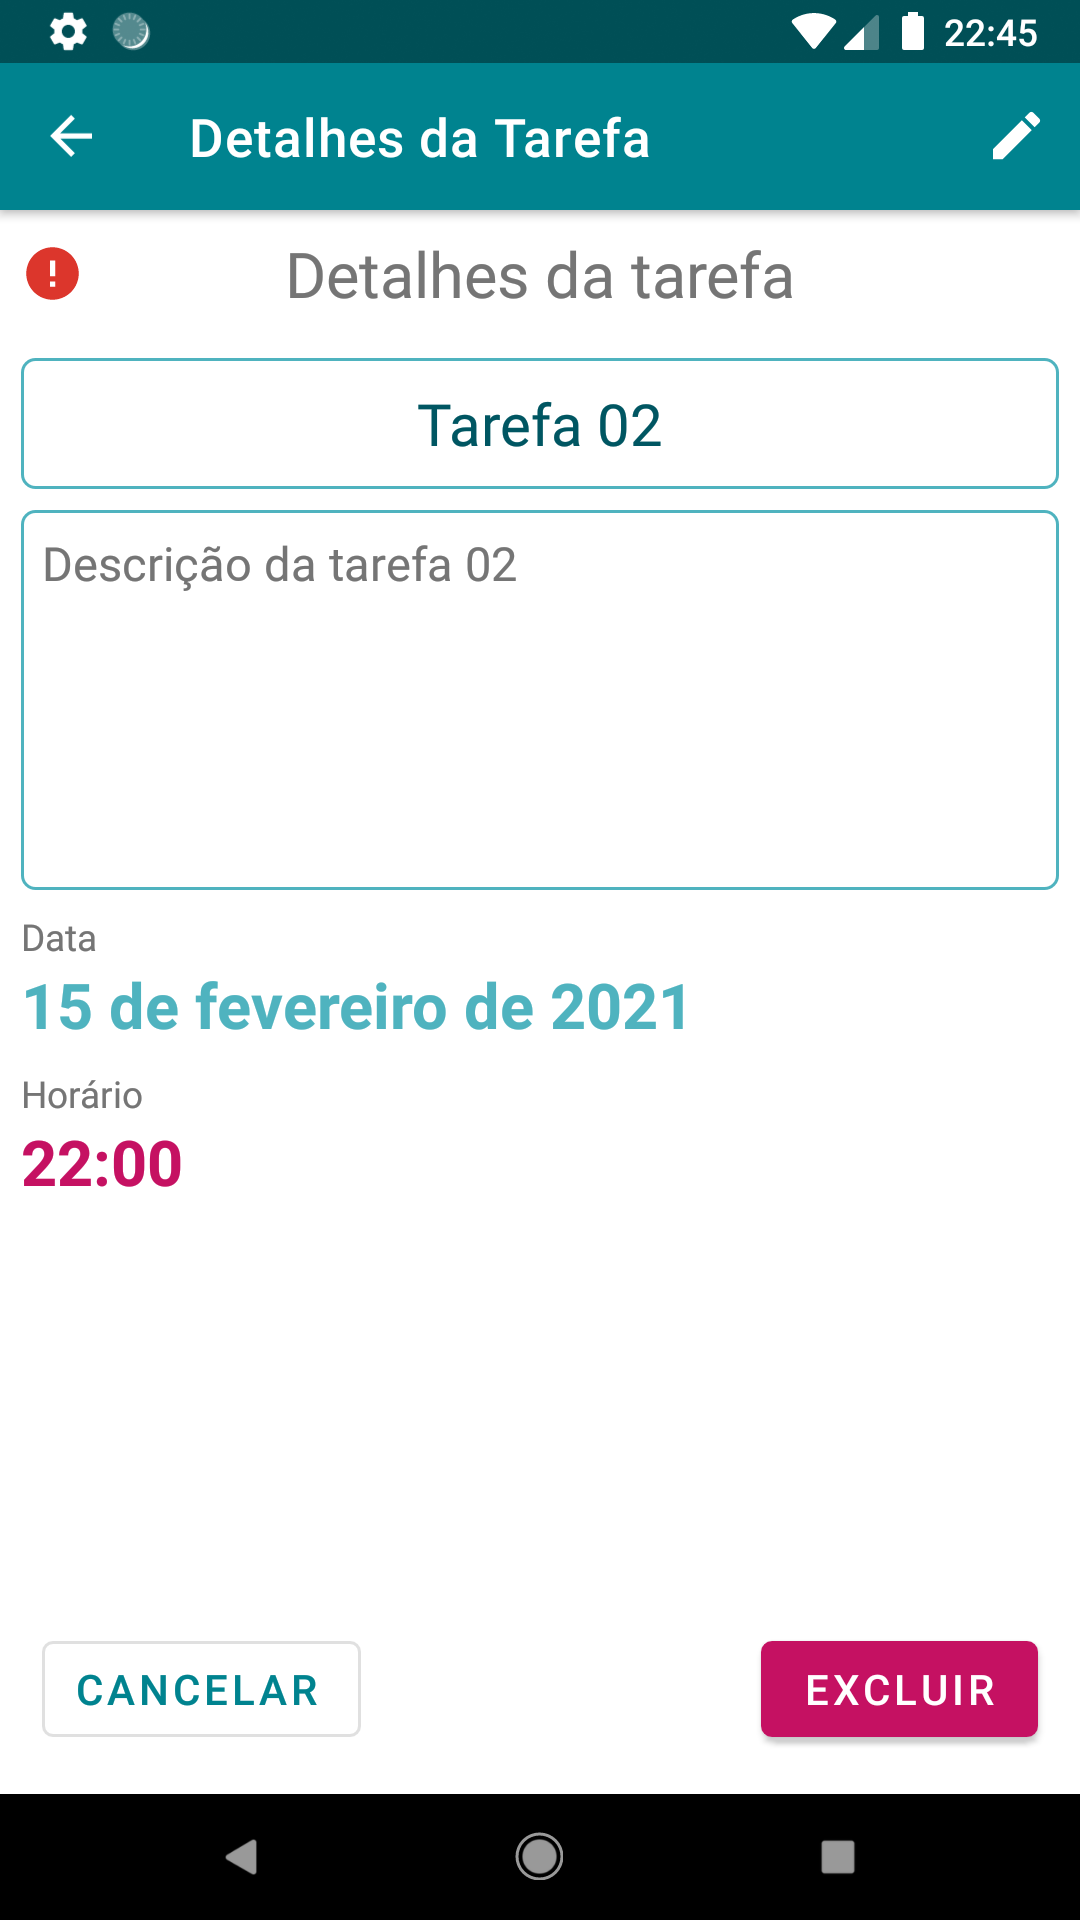 22:45
Detalhes da Tarefa
Detalhes da tarefa
Tarefa 02
Descrição da tarefa 02
Data
15 de fevereiro de 2021
Horário
22:00
CANCELAR
EXCLUIR